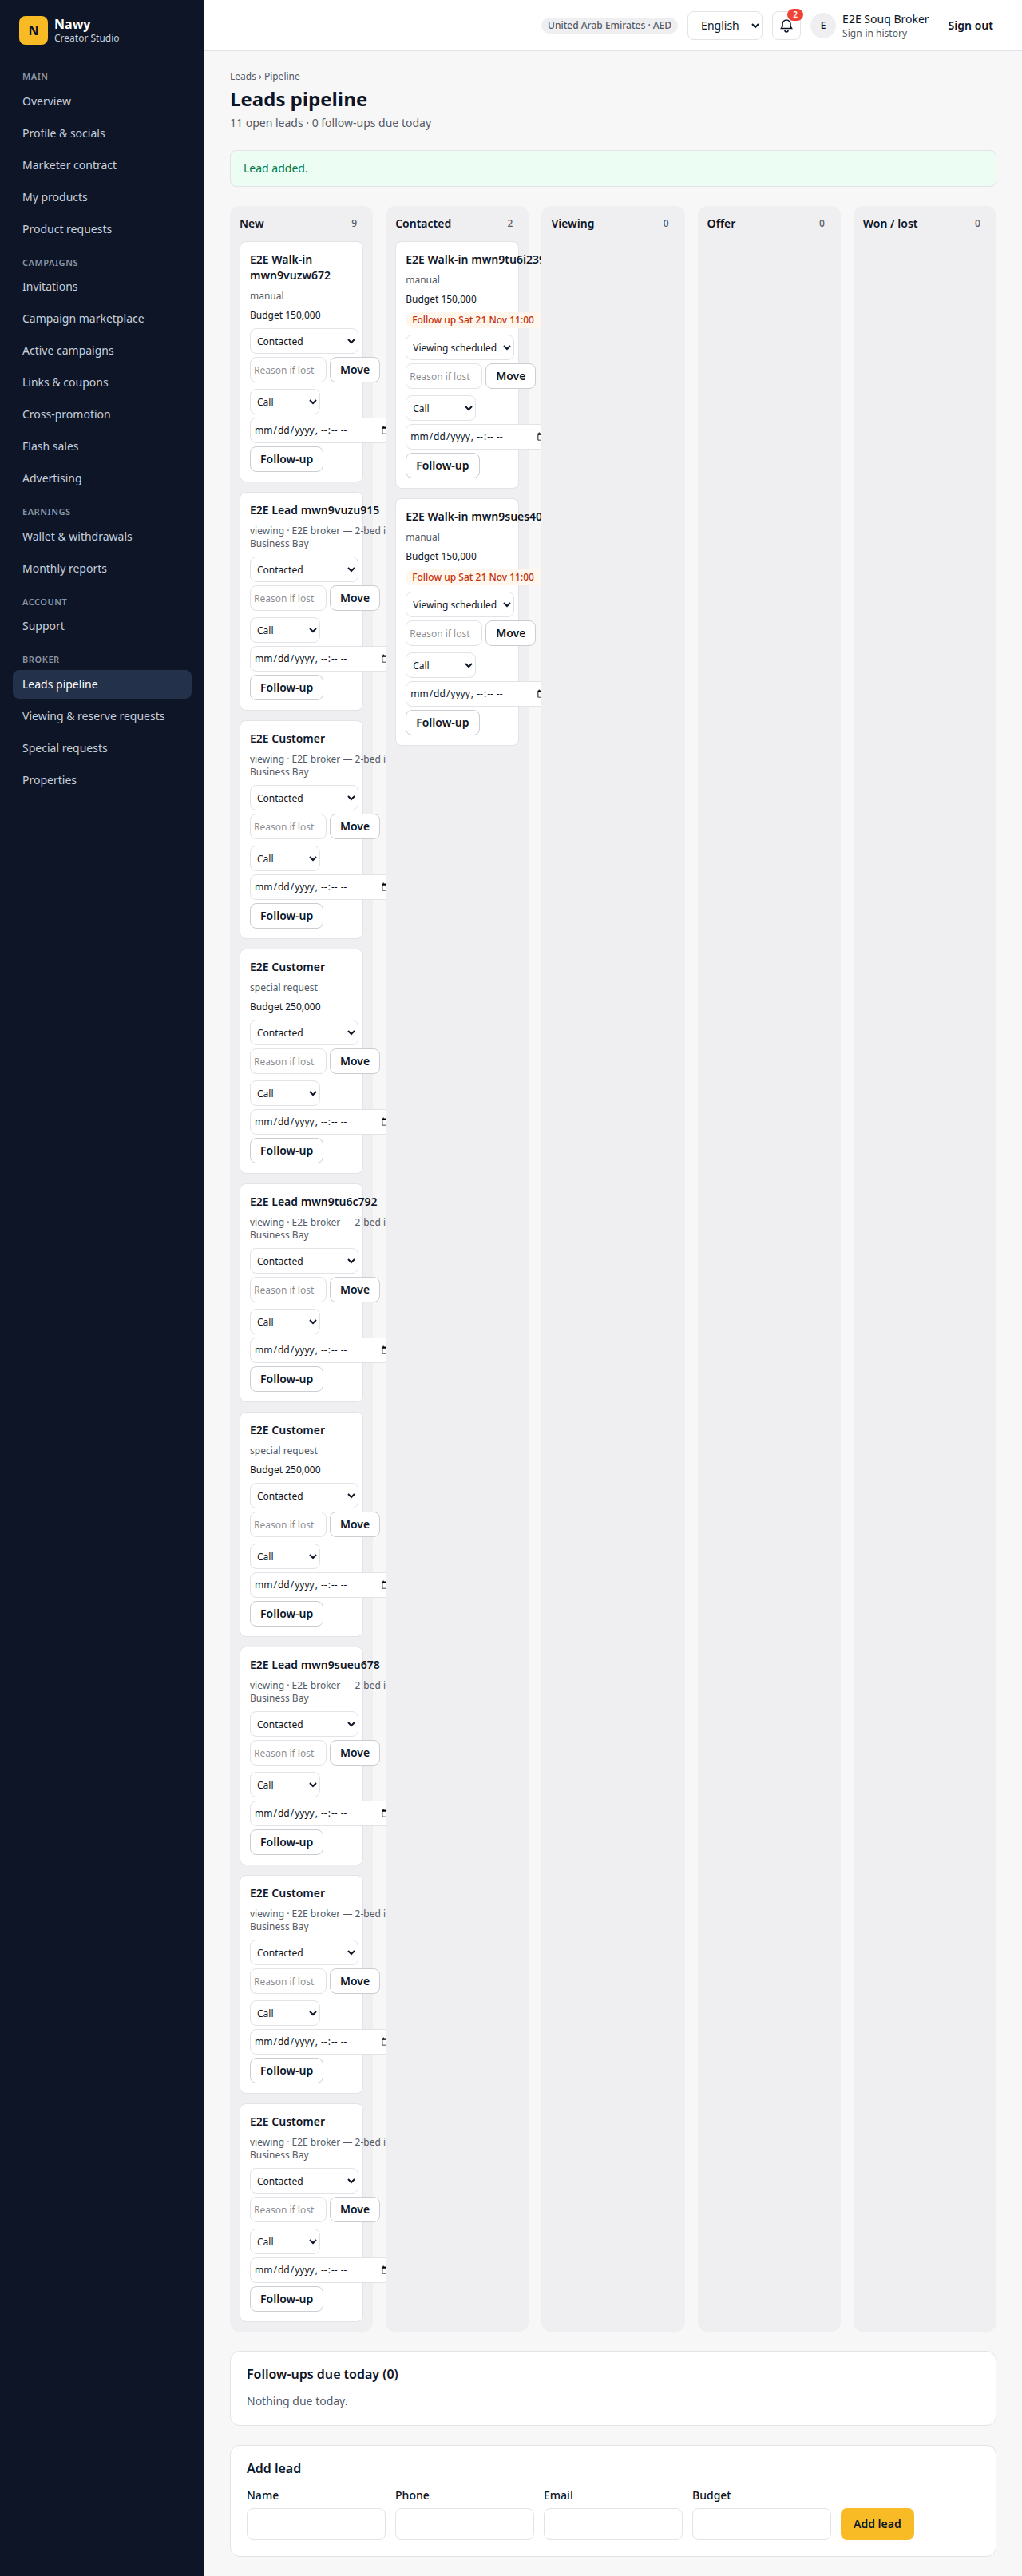 N
Nawy
Creator Studio
MAIN
Overview
Profile & socials
Marketer contract
My products
Product requests
CAMPAIGNS
Invitations
Campaign marketplace
Active campaigns
Links & coupons
Cross-promotion
Flash sales
Advertising
EARNINGS
Wallet & withdrawals
Monthly reports
ACCOUNT
Support
BROKER
Leads pipeline
Viewing & reserve requests
Special requests
Properties
United Arab Emirates · AED
English
2
E
E2E Souq Broker
Sign-in history
Sign out
Leads › Pipeline
Leads pipeline
11 open leads · 0 follow-ups due today
Lead added.
New 9
E2E Walk-in
mwn9vuzw672
manual
Budget 150,000
Contacted
Reason if lost Move
Call
mm/dd/yyyy, --:-- --
Follow-up
E2E Lead mwn9vuzu915
viewing · E2E broker — 2-bed i
Business Bay
Contacted
Reason if lost Move
Call
mm/dd/yyyy, --:-- --
Follow-up
E2E Customer
viewing · E2E broker — 2-bed i
Business Bay
Contacted
Reason if lost Move
Call
mm/dd/yyyy, --:-- --
Follow-up
E2E Customer
special request
Budget 250,000
Contacted
Reason if lost Move
Call
mm/dd/yyyy, --:-- --
Follow-up
E2E Lead mwn9tu6c792
viewing · E2E broker — 2-bed i
Business Bay
Contacted
Reason if lost Move
Call
mm/dd/yyyy, --:-- --
Follow-up
E2E Customer
special request
Budget 250,000
Contacted
Reason if lost Move
Call
mm/dd/yyyy, --:-- --
Follow-up
E2E Lead mwn9sueu678
viewing · E2E broker — 2-bed i
Business Bay
Contacted
Reason if lost Move
Call
mm/dd/yyyy, --:-- --
Follow-up
E2E Customer
viewing · E2E broker — 2-bed i
Business Bay
Contacted
Reason if lost Move
Call
mm/dd/yyyy, --:-- --
Follow-up
E2E Customer
viewing · E2E broker — 2-bed i
Business Bay
Contacted
Reason if lost Move
Call
mm/dd/yyyy, --:-- --
Follow-up
Contacted 2
E2E Walk-in mwn9tu6i239
manual
Budget 150,000
Follow up Sat 21 Nov 11:00
Viewing scheduled
Reason if lost Move
Call
mm/dd/yyyy, --:-- --
Follow-up
E2E Walk-in mwn9sues40
manual
Budget 150,000
Follow up Sat 21 Nov 11:00
Viewing scheduled
Reason if lost Move
Call
mm/dd/yyyy, --:-- --
Follow-up
Viewing 0
Offer 0
Won / lost 0
Follow-ups due today (0)
Nothing due today.
Add lead
Name Phone Email Budget
Add lead